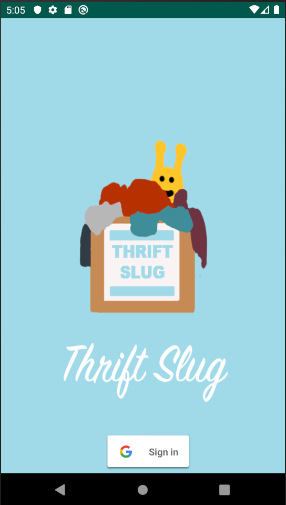 5:05
THRIFT
SLUG
Thrift Slug
Sign in